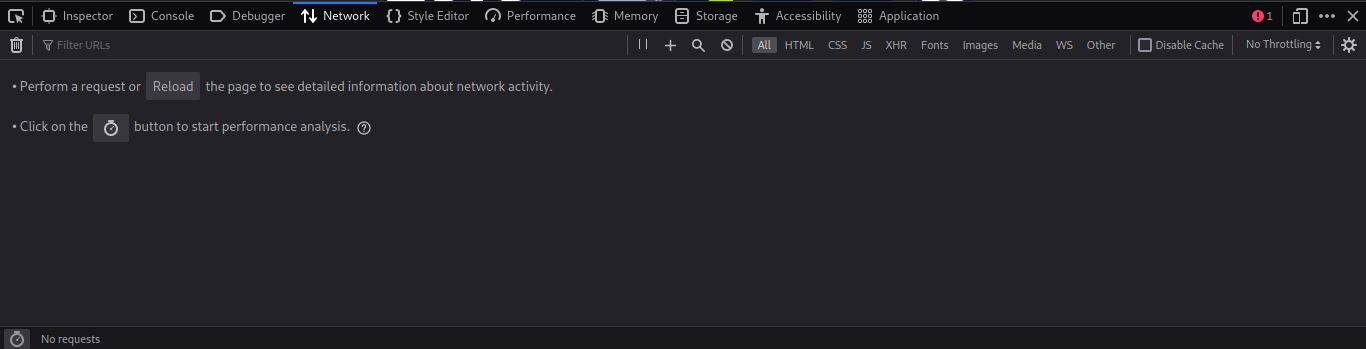 Inspector Console Debugger Network Style Editor Performance Memory Storage Accessibility Application 1
Filter URLs All HTML CSS JS XHR Fonts Images Media WS Other Disable Cache No Throttling
• Perform a request or Reload the page to see detailed information about network activity.
• Click on the button to start performance analysis.
No requests